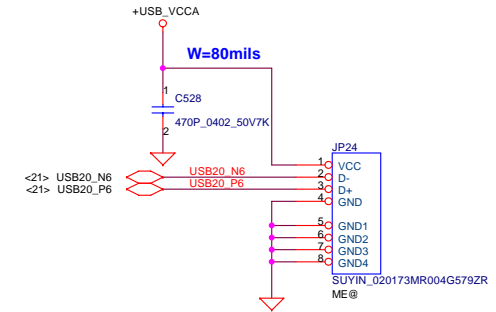 +USB_VCCA
W=80mils
1
C528
470P_0402_50V7K
2
JP24
1 VCC
<21> USB20_N6 USB20_N6 2 D-
<21> USB20_P6 USB20_P6 3 D+
4 GND
5 GND1
6 GND2
7 GND3
8 GND4
SUYIN_020173MR004G579ZR
ME@